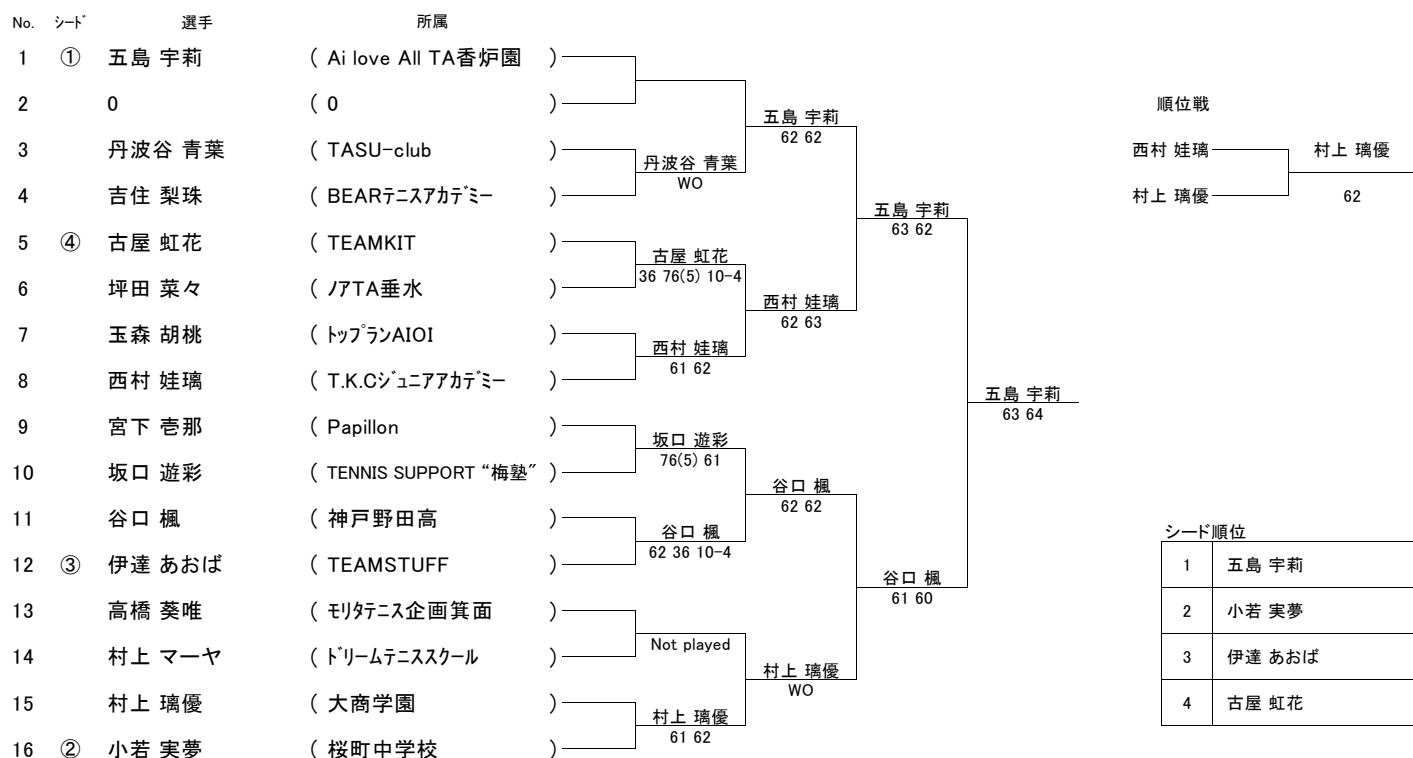 No. シード 選手 所属
1 ① 五島 宇莉 ( Ai love All TA香炉園 )
2 0 ( 0 )
3 丹波谷 青葉 ( TASU-club )
4 吉住 梨珠 ( BEARテニスアカデミー )
5 ④ 古屋 虹花 ( TEAMKIT )
6 坪田 菜々 ( ノアTA垂水 )
7 玉森 胡桃 ( トップランAIOI )
8 西村 娃璃 ( T.K.Cジュニアアカデミー )
9 宮下 壱那 ( Papillon )
10 坂口 遊彩 ( TENNIS SUPPORT “梅塾” )
11 谷口 楓 ( 神戸野田高 )
12 ③ 伊達 あおば ( TEAMSTUFF )
13 高橋 葵唯 ( モリタテニス企画箕面 )
14 村上 マーヤ ( ドリームテニススクール )
15 村上 璃優 ( 大商学園 )
16 ② 小若 実夢 ( 桜町中学校 )
丹波谷 青葉
WO
古屋 虹花
36 76(5) 10-4
西村 娃璃
61 62
坂口 遊彩
76(5) 61
谷口 楓
62 36 10-4
Not played
村上 璃優
61 62
五島 宇莉
62 62
西村 娃璃
62 63
谷口 楓
62 62
村上 璃優
WO
五島 宇莉
63 62
谷口 楓
61 60
五島 宇莉
63 64
順位戦
西村 娃璃
村上 璃優
村上 璃優
62
シード順位
1 五島 宇莉
2 小若 実夢
3 伊達 あおば
4 古屋 虹花